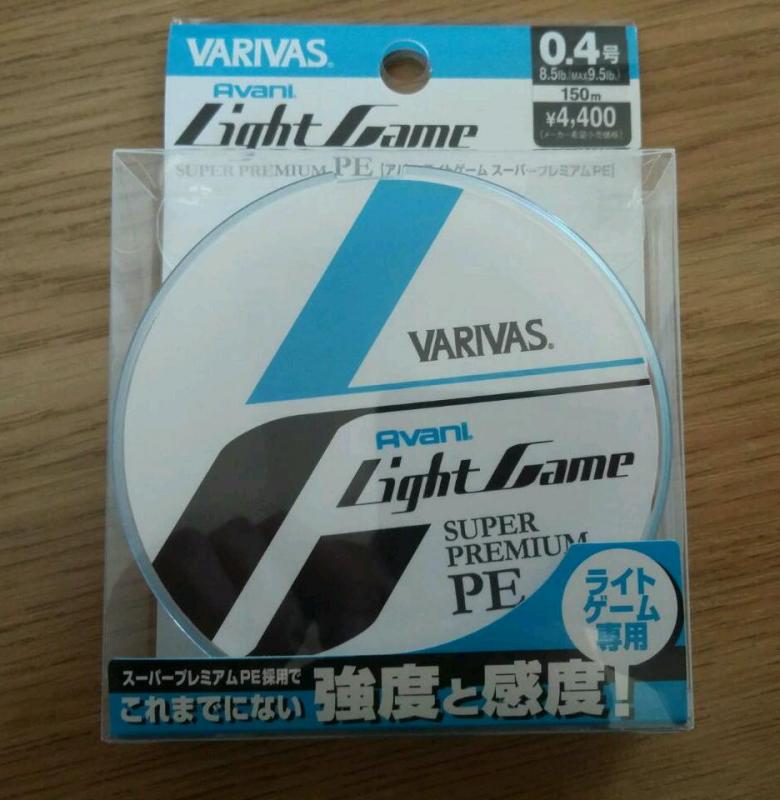 VARIVAS®
0.4号
8.5lb.(MAX9.5lb.)
150m
¥4,400
(メーカー希望小売価格)
Avani
Light Game
SUPER PREMIUM PE [アバニライトゲーム スーパープレミアムPE]
VARIVAS®
Avani
Light Game
SUPER
PREMIUM
PE
ライト
ゲーム
専用
スーパープレミアムPE採用で
これまでにない 強度と感度!